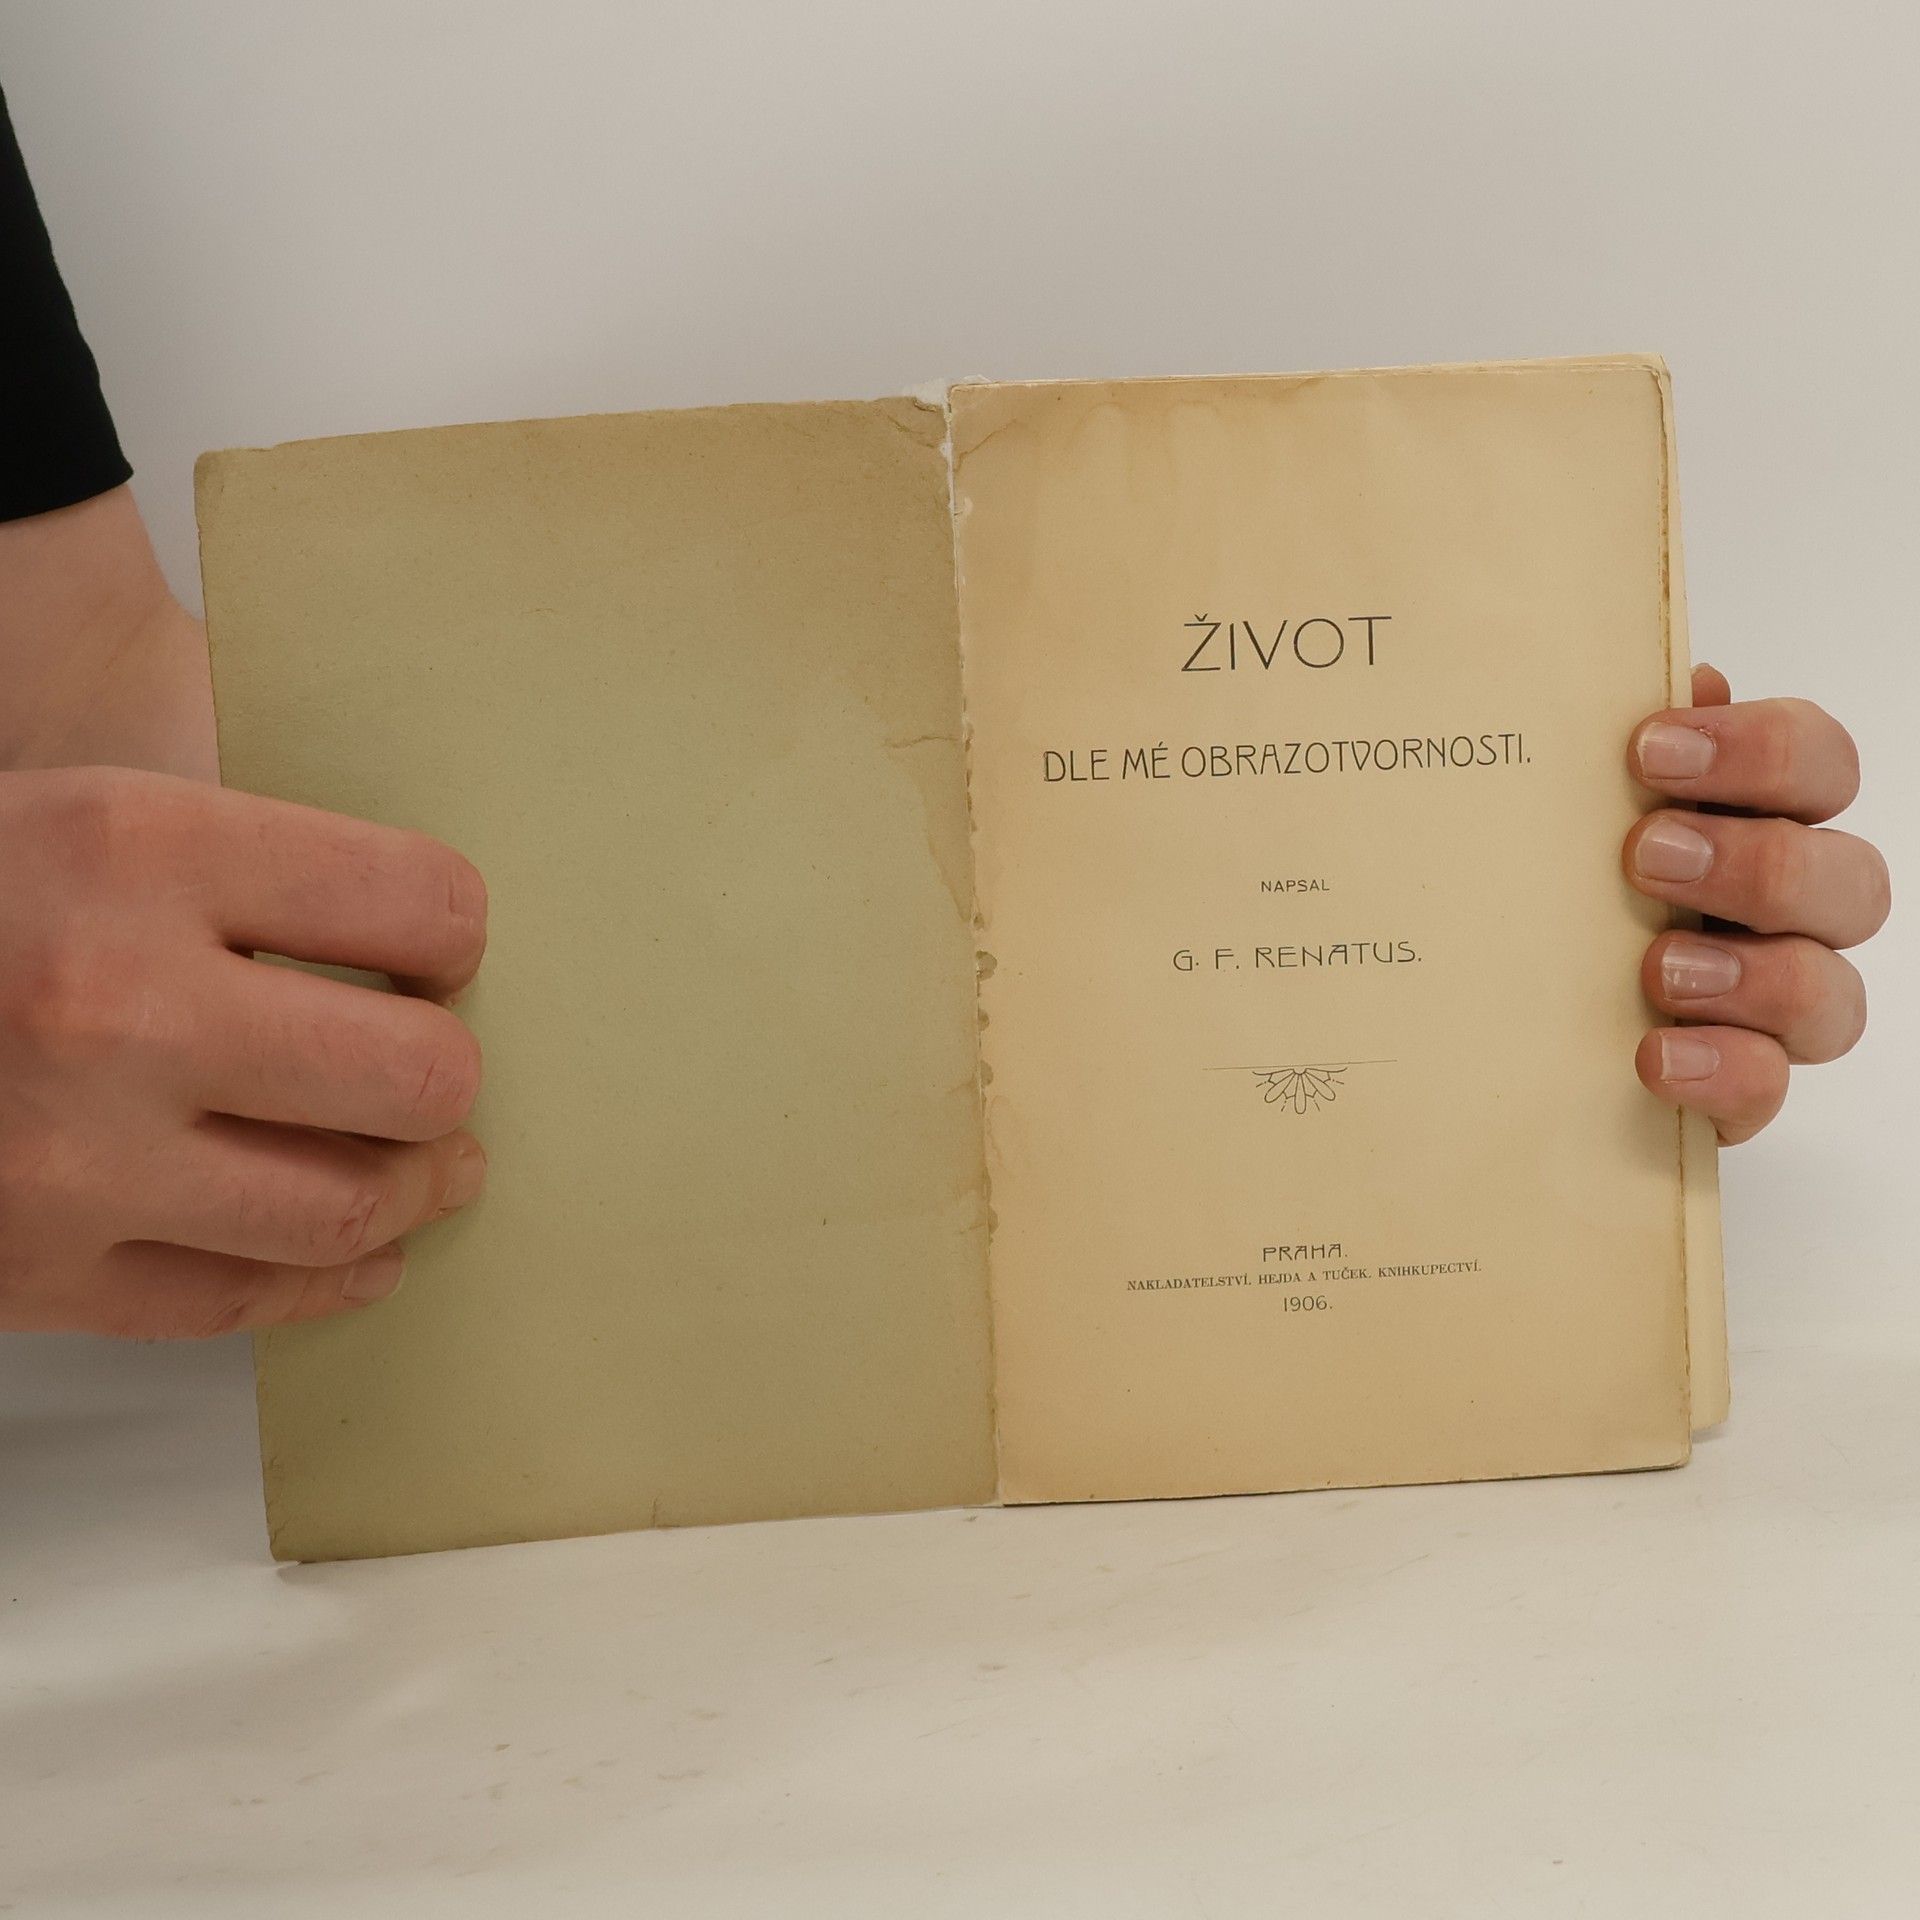 ŽIVOT
DLE MÉ OBRAZOTVORNOSTI.
NAPSAL
G. F. RENATUS.
PRAHA.
NAKLADATELSTVÍ. HEJDA A TUČEK. KNIHKUPECTVÍ.
1906.